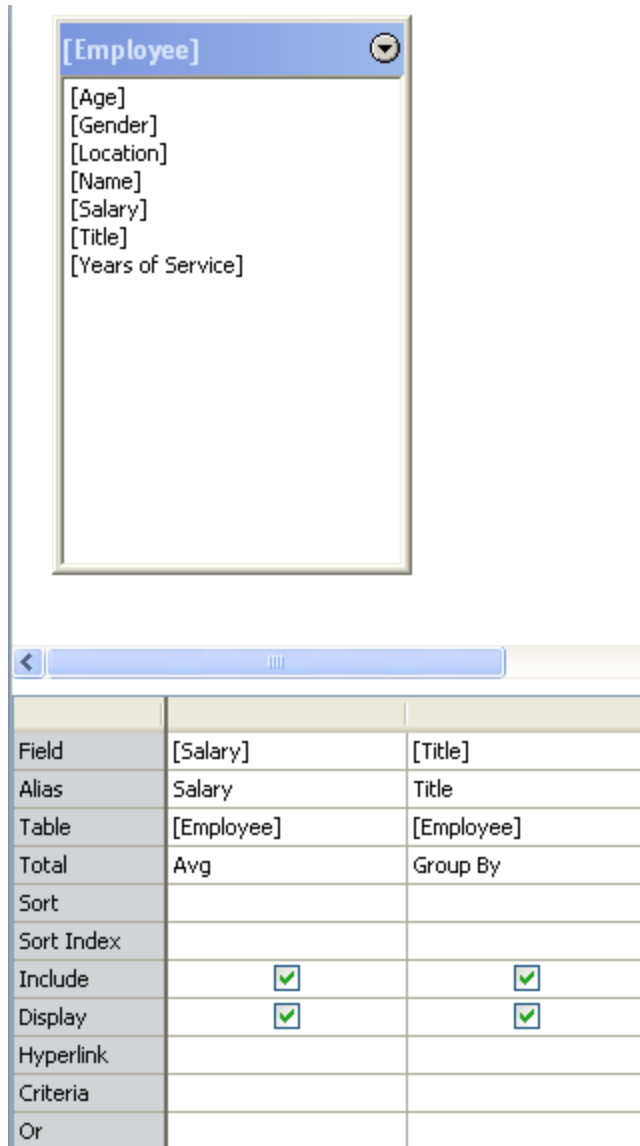 [Employee]
[Age]
[Gender]
[Location]
[Name]
[Salary]
[Title]
[Years of Service]
Field [Salary] [Title]
Alias Salary Title
Table [Employee] [Employee]
Total Avg Group By
Sort
Sort Index
Include
Display
Hyperlink
Criteria
Or